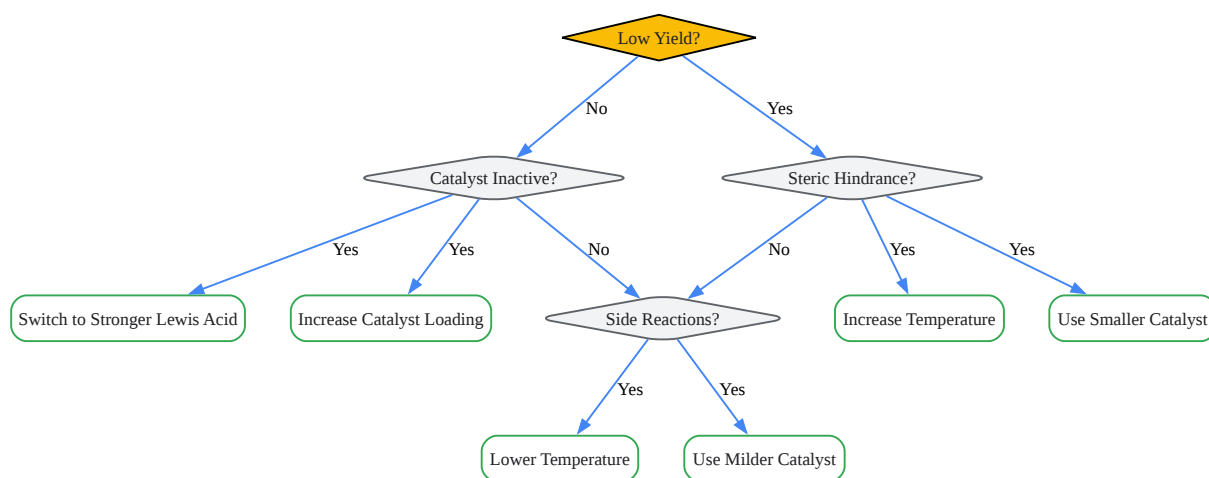 Low Yield?
No
Yes
Catalyst Inactive?
Steric Hindrance?
Yes
Yes
No
No
Yes
Yes
Switch to Stronger Lewis Acid
Increase Catalyst Loading
Side Reactions?
Increase Temperature
Use Smaller Catalyst
Yes
Yes
Lower Temperature
Use Milder Catalyst